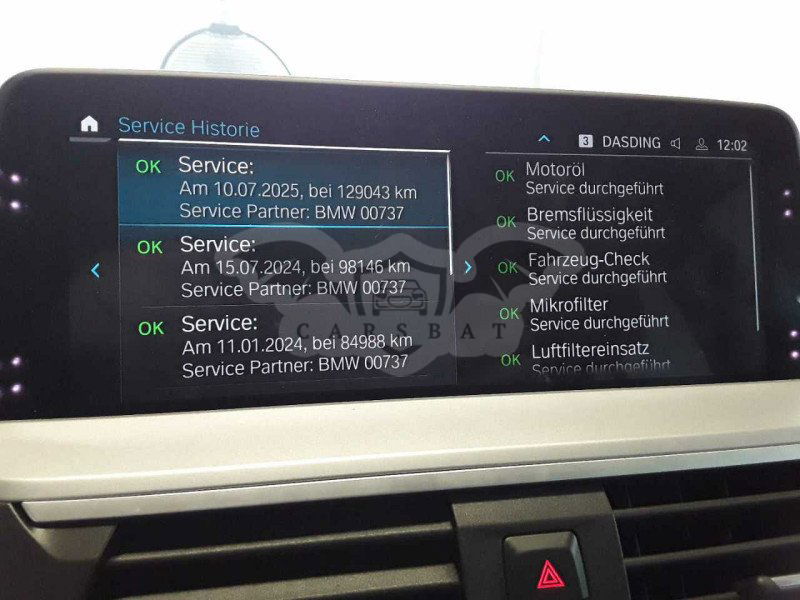 Service Historie
3 DASDING 12:02
OK Service:
Am 10.07.2025, bei 129043 km
Service Partner: BMW 00737
OK Service:
Am 15.07.2024, bei 98146 km
Service Partner: BMW 00737
OK Service:
Am 11.01.2024, bei 84988 km
Service Partner: BMW 00737
OK Motoröl
Service durchgeführt
OK Bremsflüssigkeit
Service durchgeführt
OK Fahrzeug-Check
Service durchgeführt
OK Mikrofilter
Service durchgeführt
OK Luftfiltereinsatz
Service durchgeführt
CARSBAT